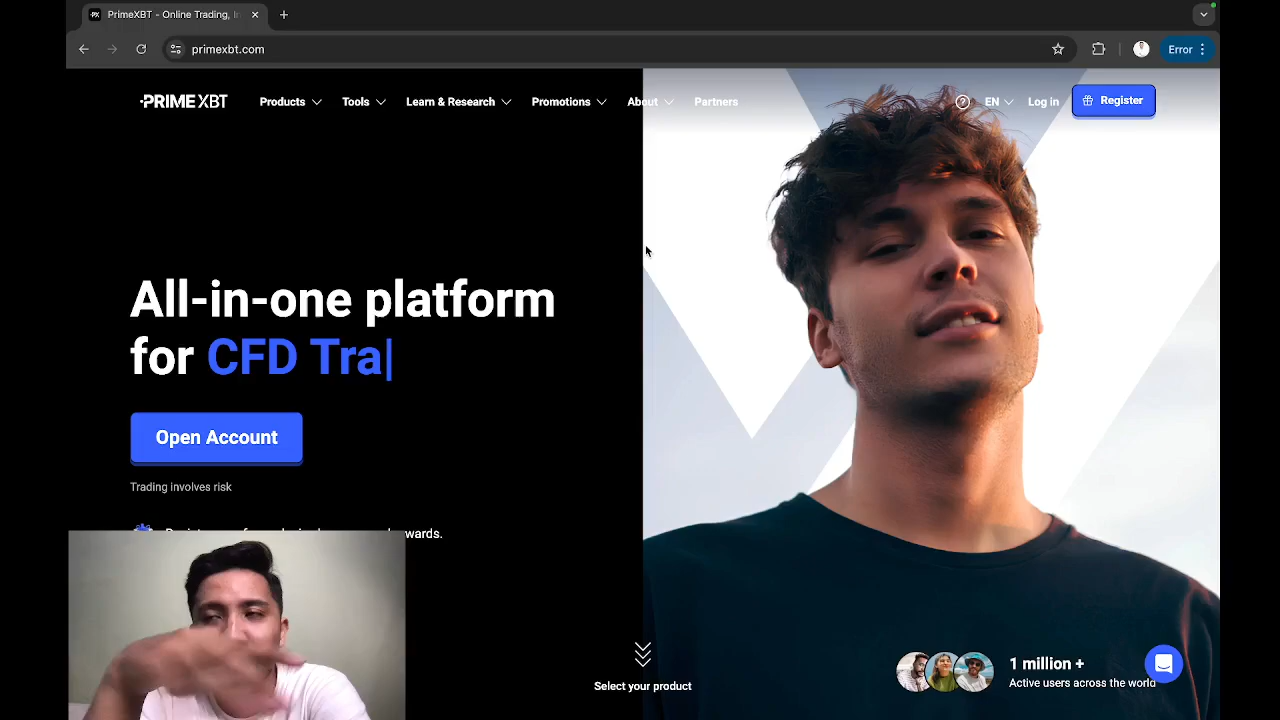 PrimeXBT - Online Trading,
primexbt.com
Error
PRIME XBT
Products
Tools
Learn & Research
Promotions
About
Partners
EN
Log in
Register
All-in-one platform
for CFD Tra|
Open Account
Trading involves risk
wards.
Select your product
1 million +
Active users across the world